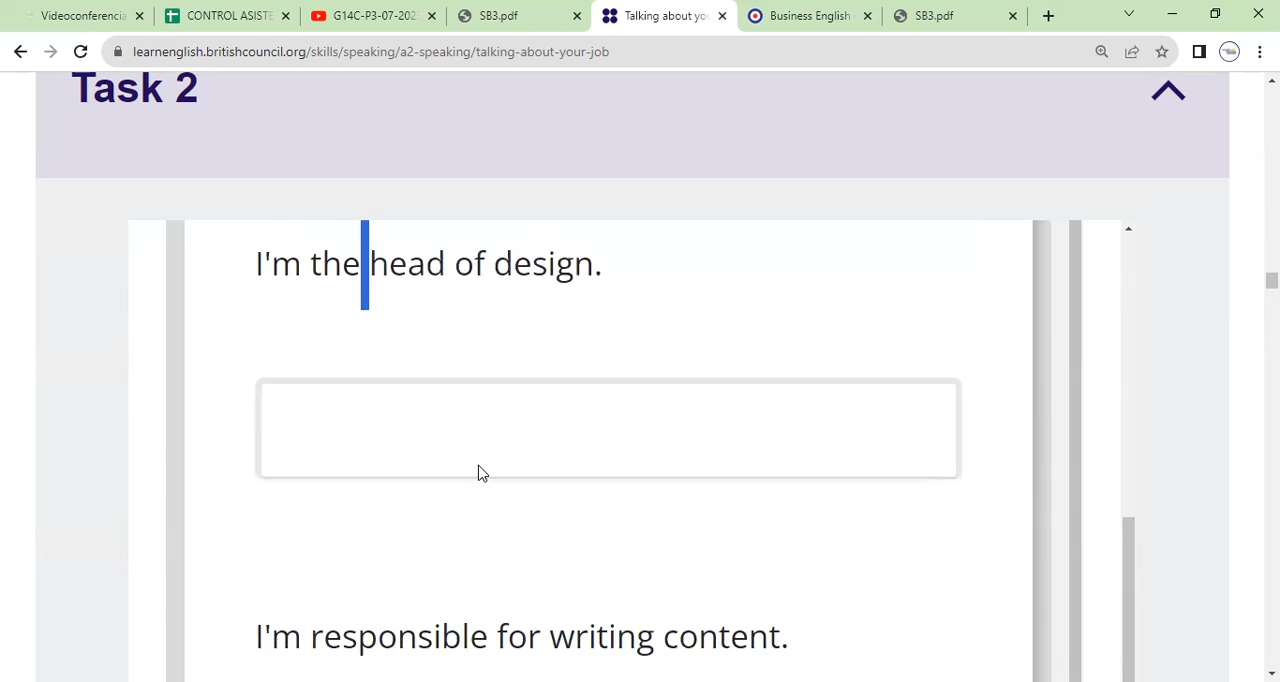 Videoconferencia
CONTROL ASISTE
G14C-P3-07-202
SB3.pdf
Talking about you
Business English
SB3.pdf
learnenglish.britishcouncil.org/skills/speaking/a2-speaking/talking-about-your-job
Task 2
I'm the head of design.
I'm responsible for writing content.